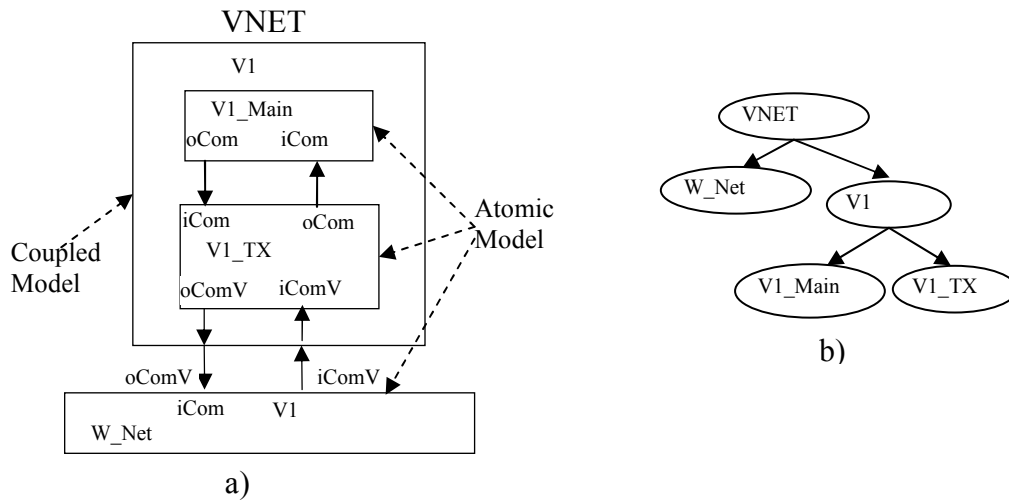 VNET
V1
V1_Main
oCom iCom
iCom oCom
V1_TX
oComV iComV
Coupled
Model
Atomic
Model
oComV iComV
iCom V1
W_Net
a)
VNET
W_Net
V1
V1_Main
V1_TX
b)